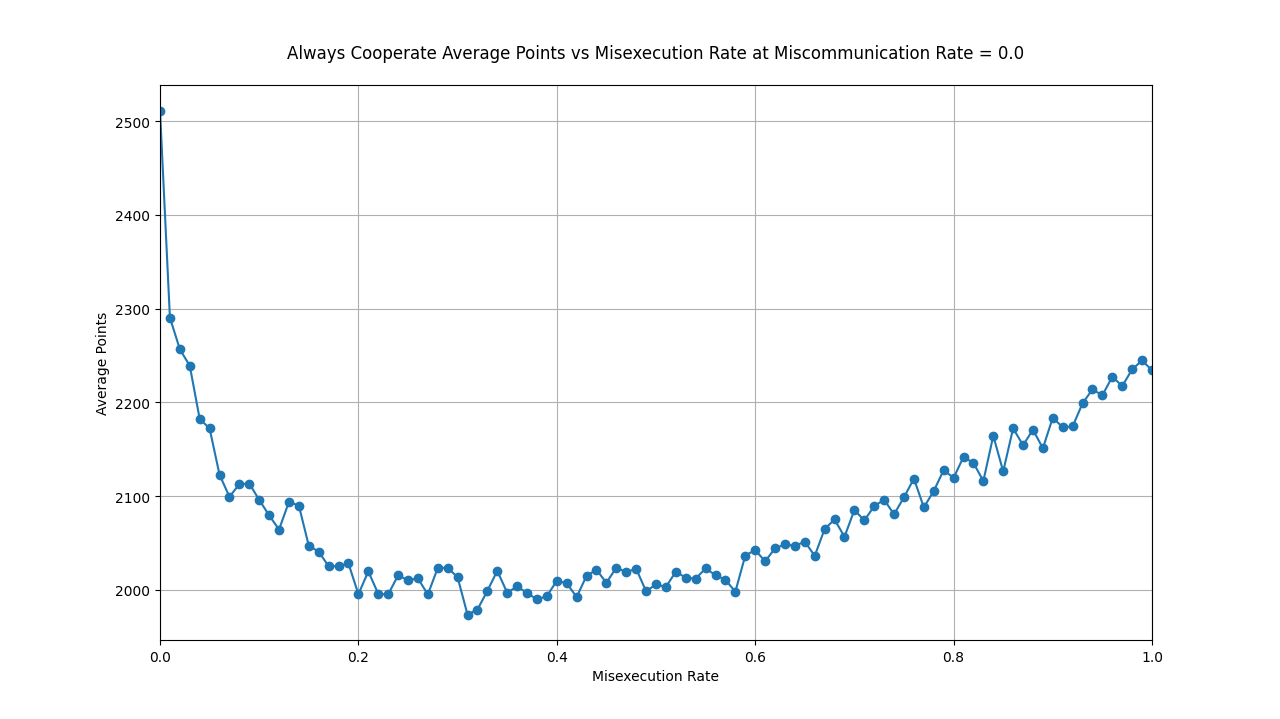 Always Cooperate Average Points vs Misexecution Rate at Miscommunication Rate = 0.0
2500
2400
2300
2200
2100
2000
Average Points
0.0 0.2 0.4 0.6 0.8 1.0
Misexecution Rate